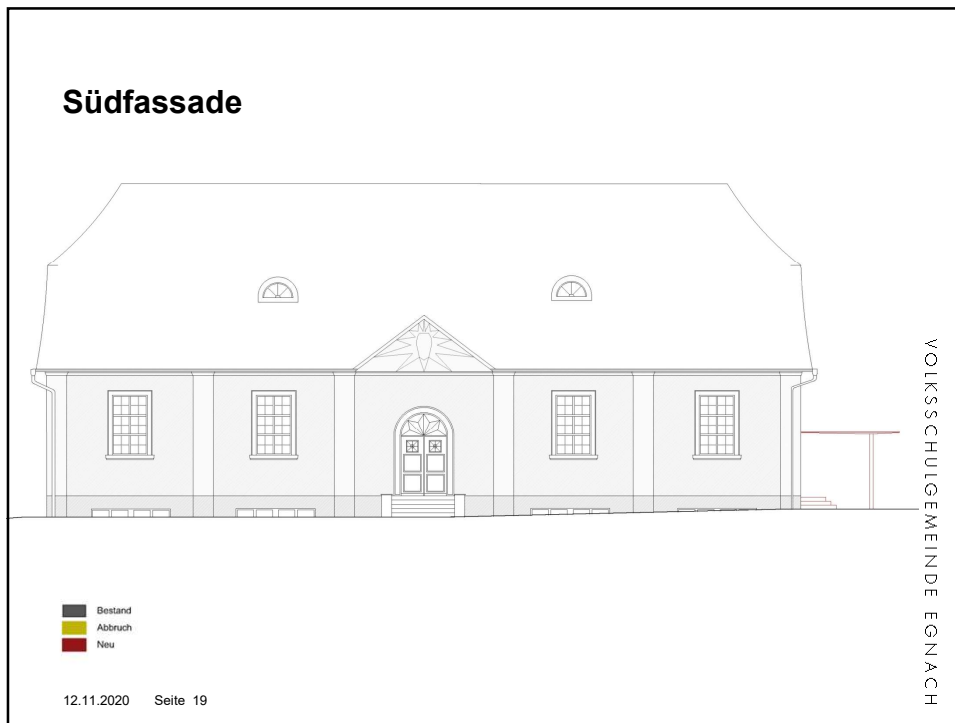 Südfassade
VOLKSSCHULGEMEINDE EGNACH
Bestand
Abbruch
Neu
12.11.2020 Seite 19